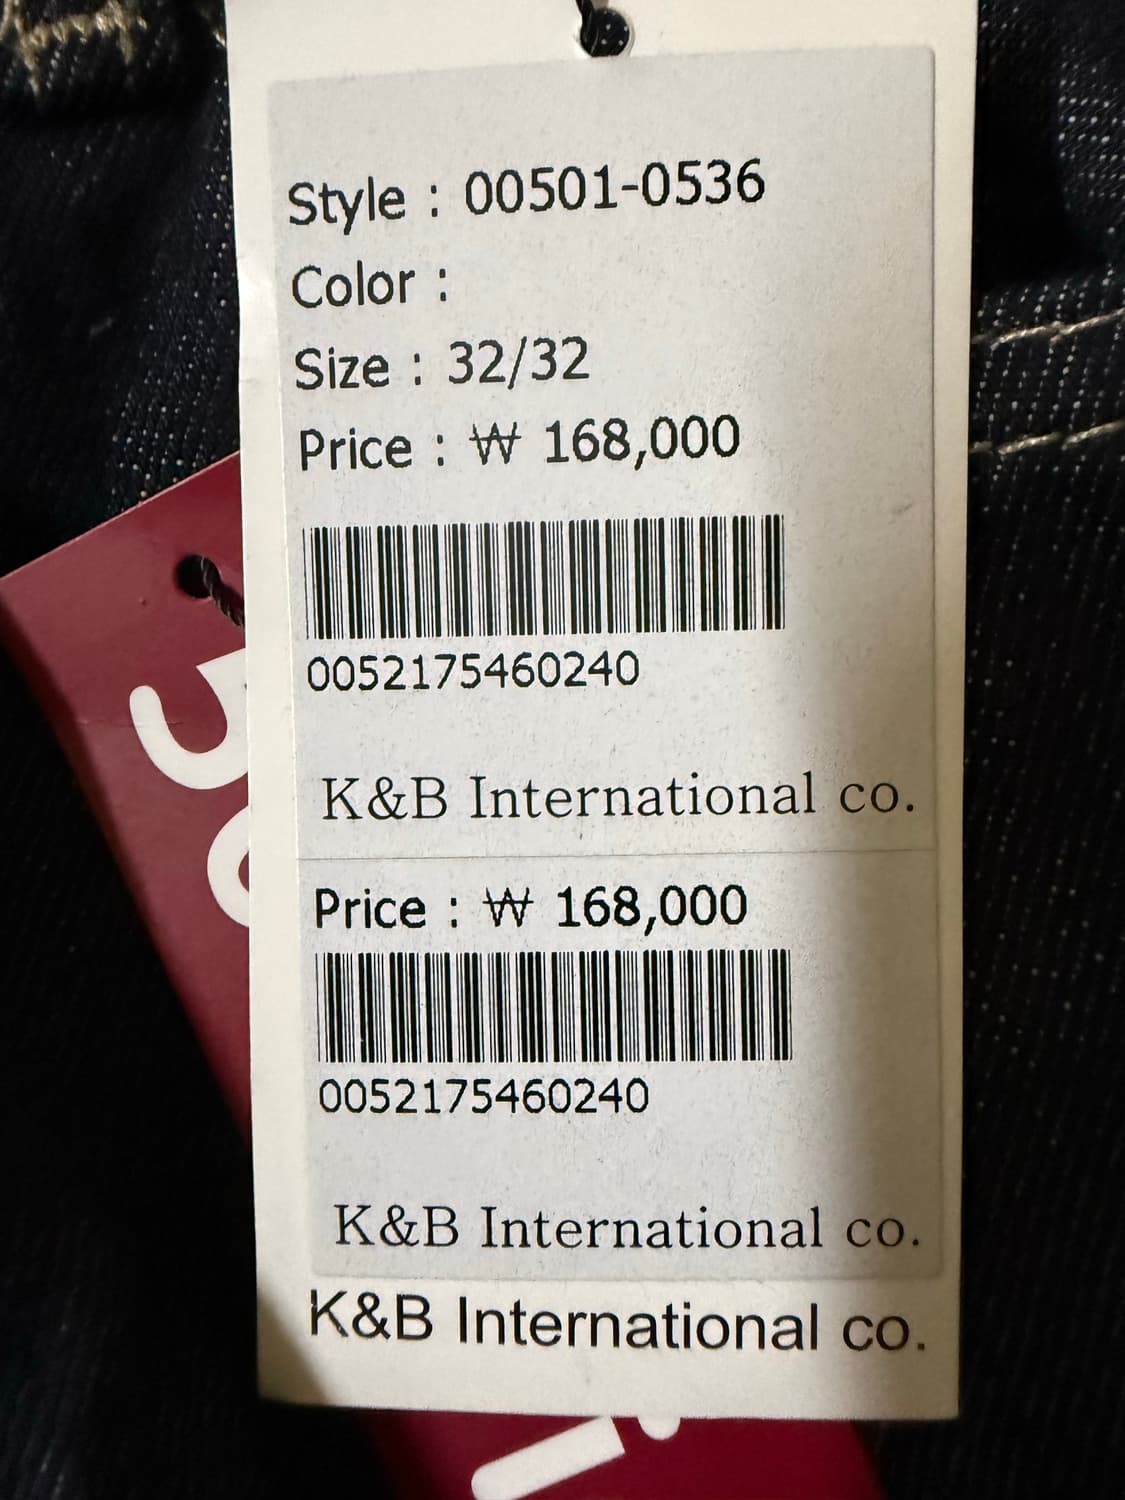 Style : 00501-0536
Color :
Size : 32/32
Price : ₩ 168,000
0052175460240
K&B International co.
Price : ₩ 168,000
0052175460240
K&B International co.
K&B International co.